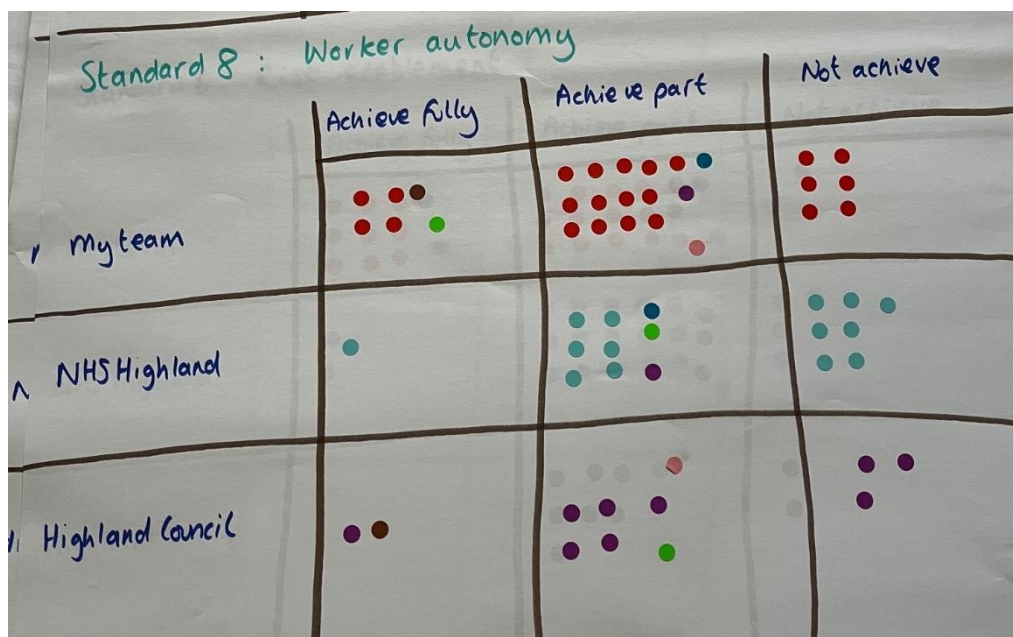 Standard 8 : Worker autonomy
Achieve fully
Achieve part
Not achieve
My team
NHS Highland
Highland Council